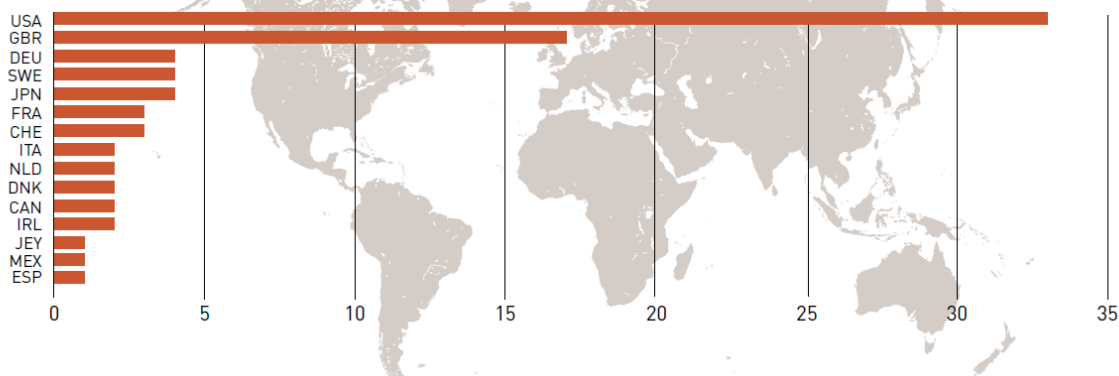 USA
GBR
DEU
SWE
JPN
FRA
CHE
ITA
NLD
DNK
CAN
IRL
JEY
MEX
ESP
0 5 10 15 20 25 30 35